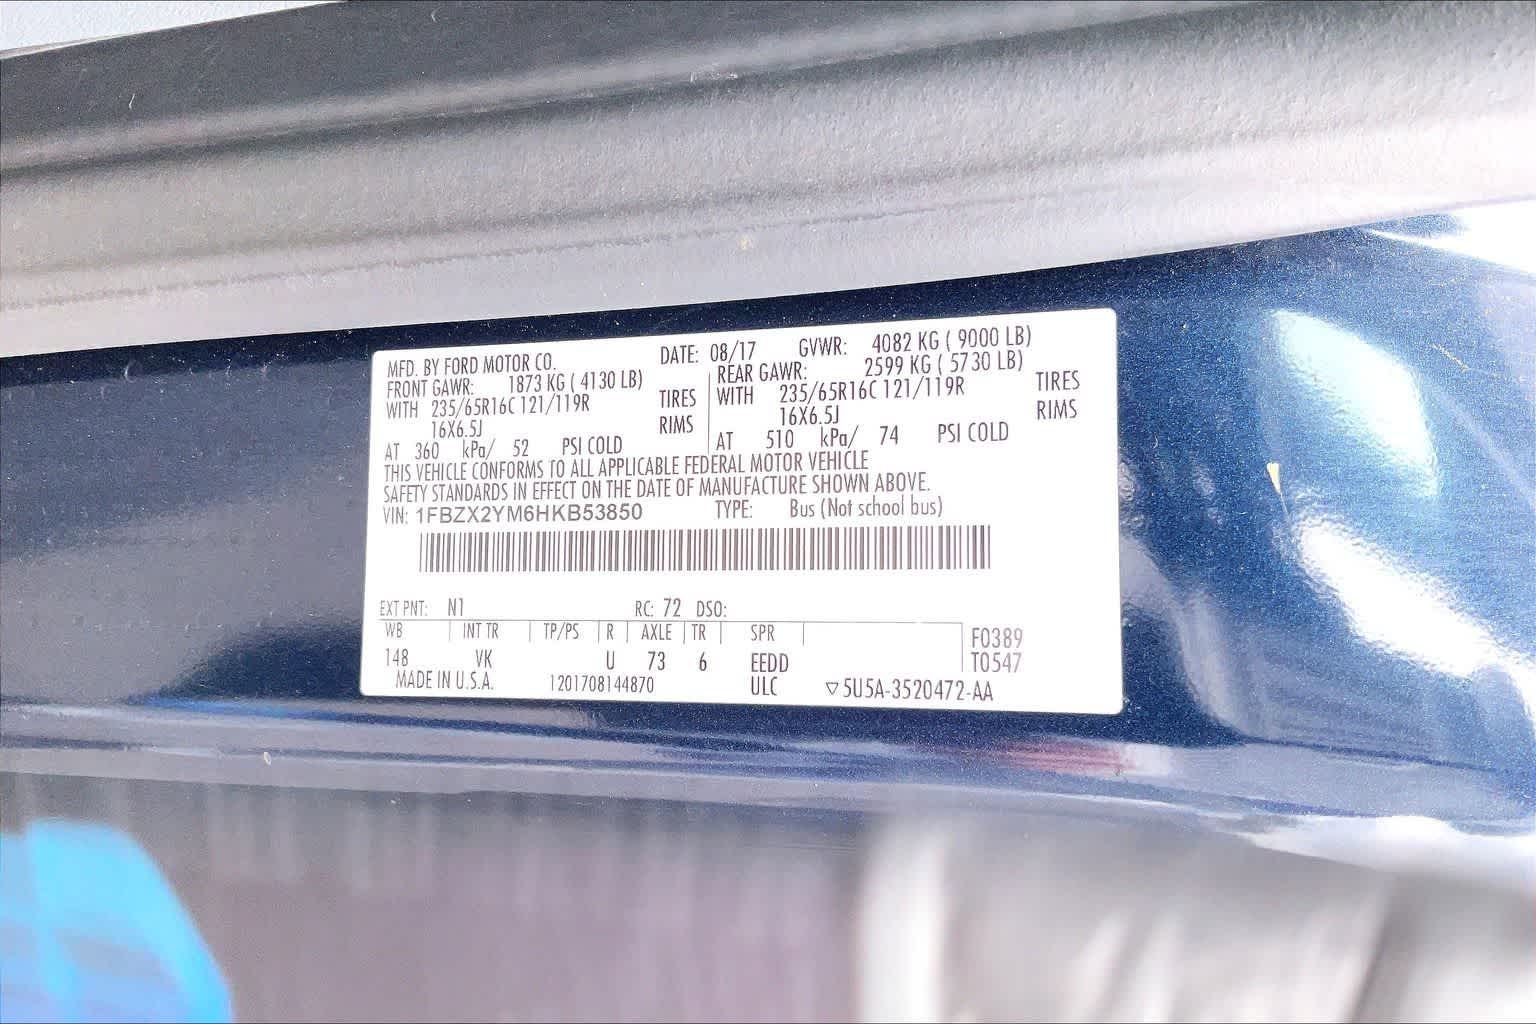 MFD. BY FORD MOTOR CO. DATE: 08/17 GVWR: 4082 KG ( 9000 LB)
FRONT GAWR: 1873 KG ( 4130 LB) REAR GAWR: 2599 KG ( 5730 LB)
WITH 235/65R16C 121/119R TIRES WITH 235/65R16C 121/119R TIRES
16X6.5J RIMS 16X6.5J RIMS
AT 360 kPa/ 52 PSI COLD AT 510 kPa/ 74 PSI COLD
THIS VEHICLE CONFORMS TO ALL APPLICABLE FEDERAL MOTOR VEHICLE
SAFETY STANDARDS IN EFFECT ON THE DATE OF MANUFACTURE SHOWN ABOVE.
VIN: 1FBZX2YM6HKB53850 TYPE: Bus (Not school bus)
EXT PNT: N1 RC: 72 DSO:
WB INT TR TP/PS R AXLE TR SPR F0389
148 VK U 73 6 EEDD T0547
MADE IN U.S.A. 1201708144870 ULC ▽5U5A-3520472-AA